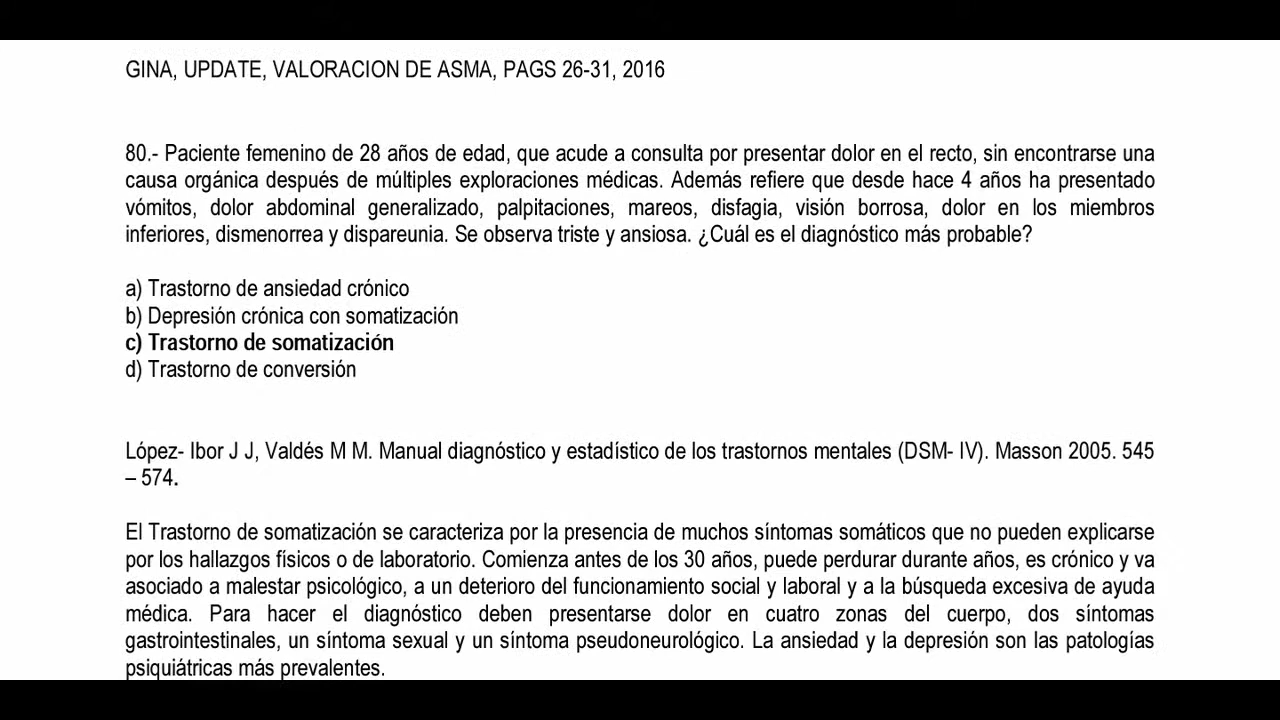 GINA, UPDATE, VALORACION DE ASMA, PAGS 26-31, 2016
80.- Paciente femenino de 28 años de edad, que acude a consulta por presentar dolor en el recto, sin encontrarse una
causa orgánica después de múltiples exploraciones médicas. Además refiere que desde hace 4 años ha presentado
vómitos, dolor abdominal generalizado, palpitaciones, mareos, disfagia, visión borrosa, dolor en los miembros
inferiores, dismenorrea y dispareunia. Se observa triste y ansiosa. ¿Cuál es el diagnóstico más probable?
a) Trastorno de ansiedad crónico
b) Depresión crónica con somatización
c) Trastorno de somatización
d) Trastorno de conversión
López- Ibor J J, Valdés M M. Manual diagnóstico y estadístico de los trastornos mentales (DSM- IV). Masson 2005. 545
– 574.
El Trastorno de somatización se caracteriza por la presencia de muchos síntomas somáticos que no pueden explicarse
por los hallazgos físicos o de laboratorio. Comienza antes de los 30 años, puede perdurar durante años, es crónico y va
asociado a malestar psicológico, a un deterioro del funcionamiento social y laboral y a la búsqueda excesiva de ayuda
médica. Para hacer el diagnóstico deben presentarse dolor en cuatro zonas del cuerpo, dos síntomas
gastrointestinales, un síntoma sexual y un síntoma pseudoneurológico. La ansiedad y la depresión son las patologías
psiquiátricas más prevalentes.